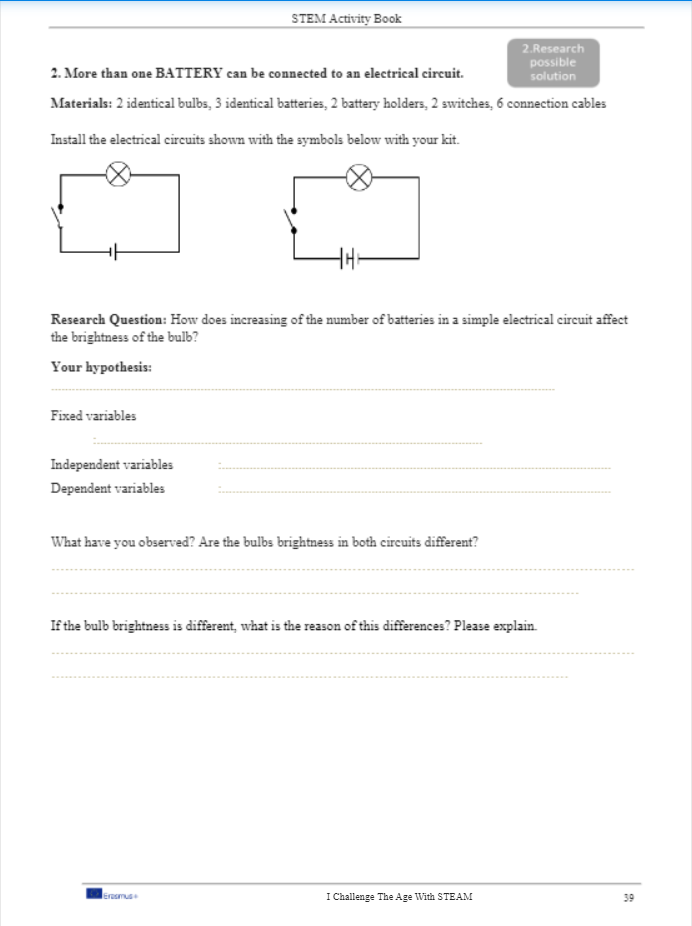 STEM Activity Book
2.Research
possible
solution
2. More than one BATTERY can be connected to an electrical circuit.
Materials: 2 identical bulbs, 3 identical batteries, 2 battery holders, 2 switches, 6 connection cables
Install the electrical circuits shown with the symbols below with your kit.
Research Question: How does increasing of the number of batteries in a simple electrical circuit affect
the brightness of the bulb?
Your hypothesis:
Fixed variables
:
Independent variables :
Dependent variables :
What have you observed? Are the bulbs brightness in both circuits different?
If the bulb brightness is different, what is the reason of this differences? Please explain.
Erasmus+ I Challenge The Age With STEAM 39